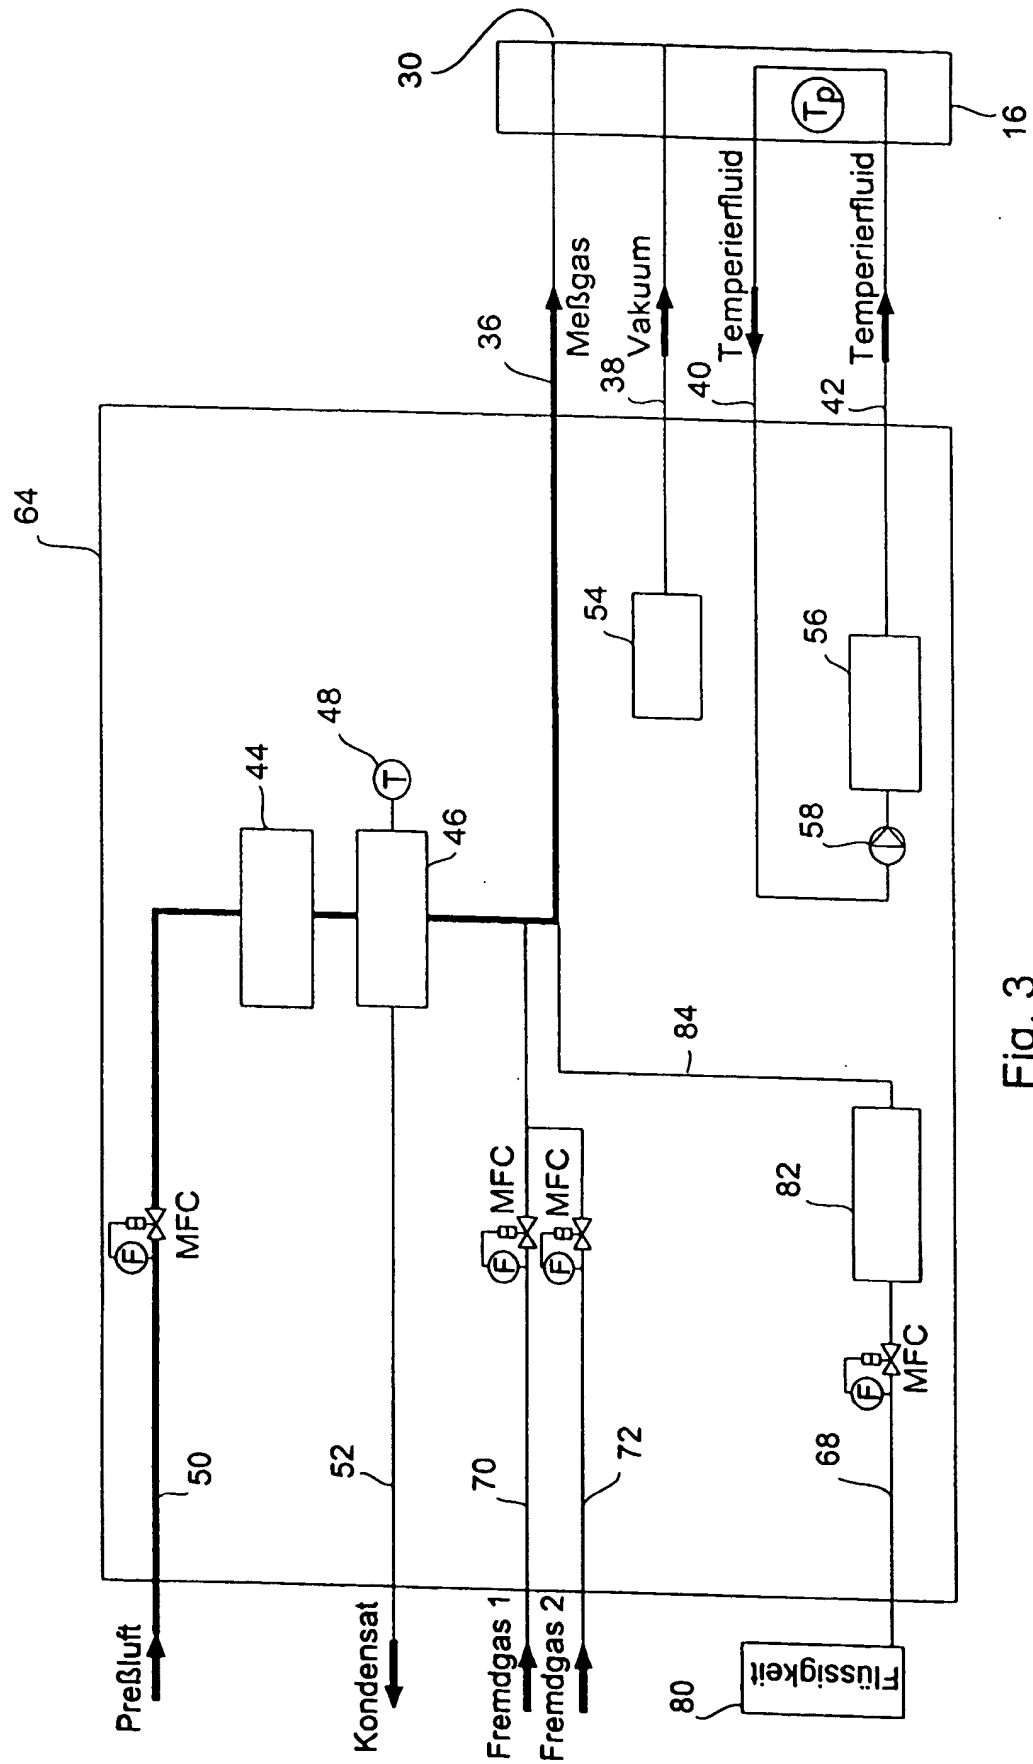 64
30
Preßluft
50
MFC
F
44
48
T
46
36
Meßgas
Kondensat
52
54
38
Vakuum
Fremdgas 1
70
MFC
F
Fremdgas 2
72
MFC
F
84
40
Temperierfluid
Tp
58
56
42
Temperierfluid
16
80
Flüssigkeit
68
MFC
F
82
Fig. 3